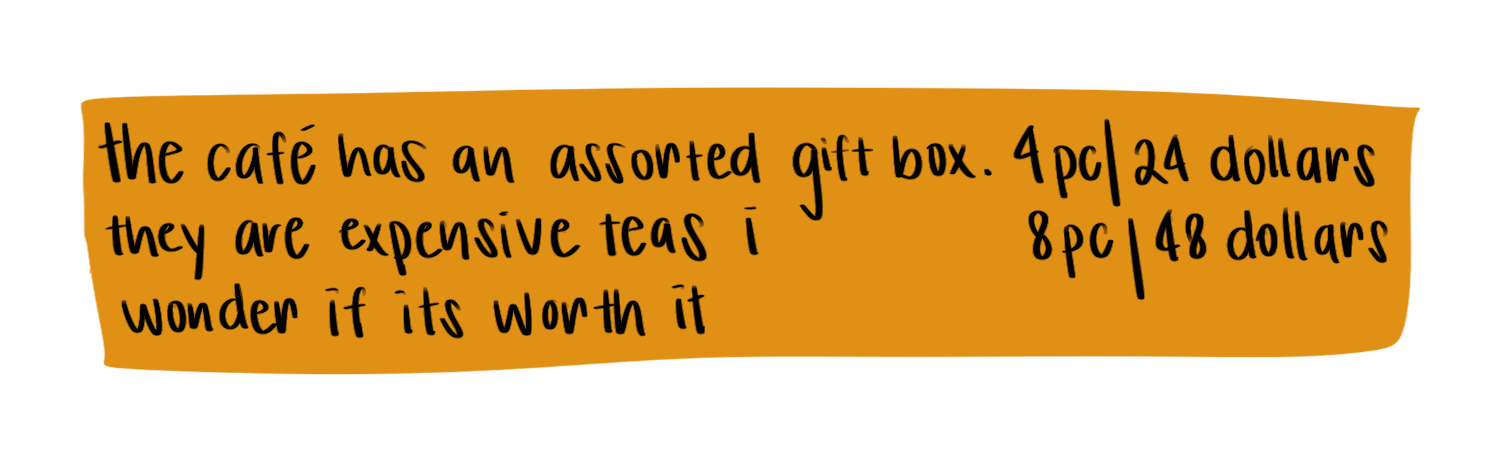 the café has an assorted gift box. 4pc| 24 dollars
they are expensive teas i 8pc | 48 dollars
wonder if its worth it